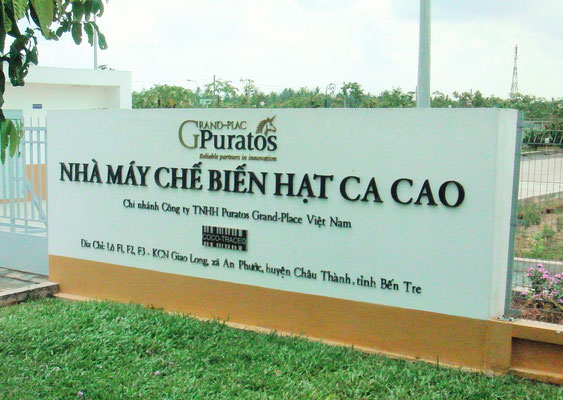 GRAND-PLAC
Puratos
Reliable partners in innovation
NHÀ MÁY CHẾ BIẾN HẠT CA CAO
Chi nhánh Công ty TNHH Puratos Grand-Place Việt Nam
COCO-TRACE
Địa Chỉ: Lô F1, F2, F3 - KCN Giao Long, xã An Phước, huyện Châu Thành, tỉnh Bến Tre